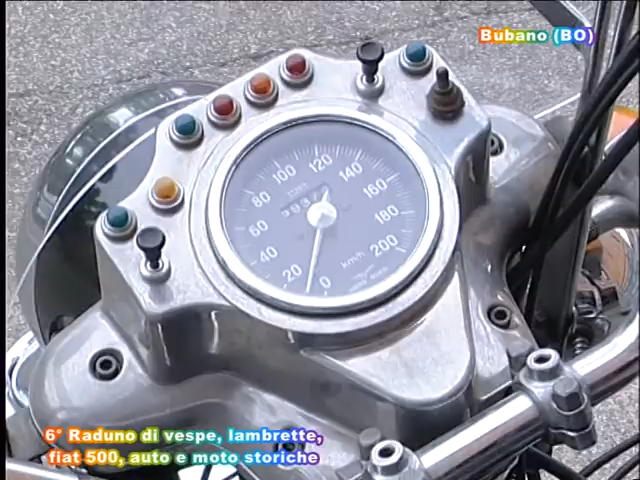 Bubano (BO)
100 120 140
80 160
60 180
40 200
20 0
km/h
6° Raduno di vespe, lambrette,
fiat 500, auto e moto storiche